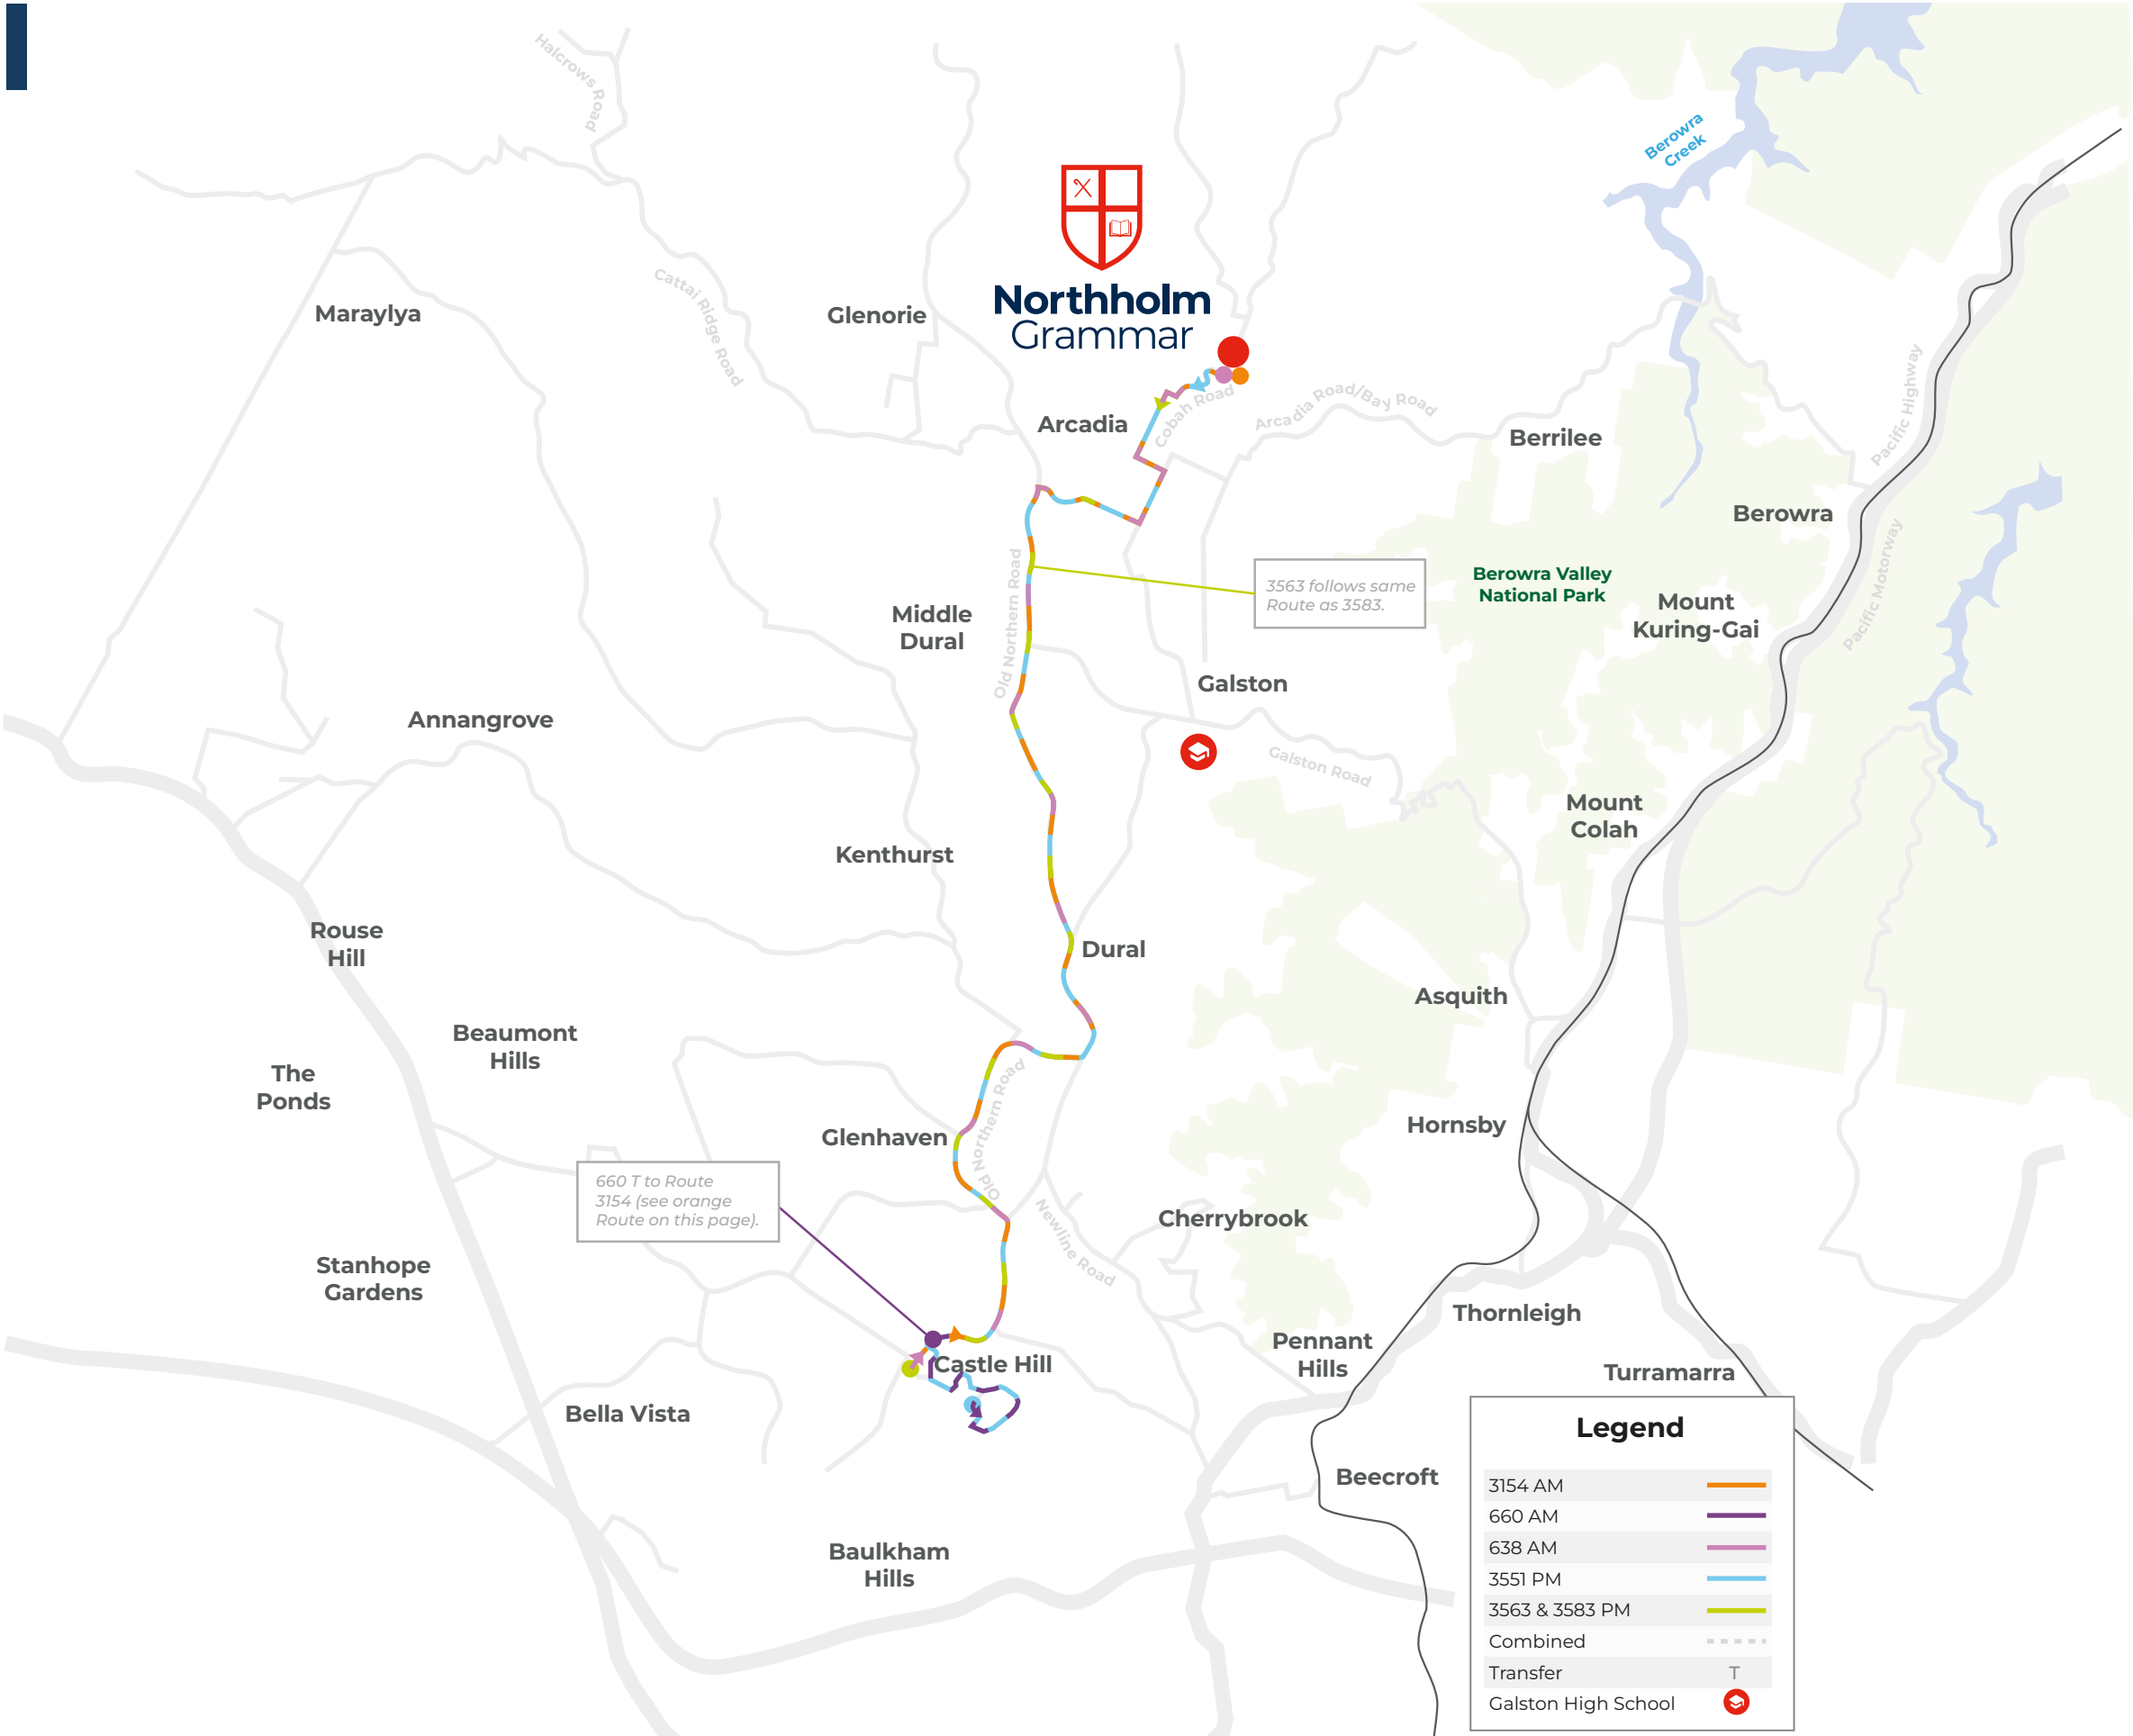 Halcrows Road
Berowra
Creek
Maraylya
Cattai Ridge Road
Glenorie
Northholm
Grammar
Arcadia
Cobah Road
Arcadia Road/Bay Road
Berrilee
Pacific Highway
Berowra
Pacific Motorway
Old Northern Road
3563 follows same
Route as 3583.
Berowra Valley
National Park
Mount
Kuring-Gai
Middle
Dural
Galston
Annangrove
Galston Road
Mount
Colah
Kenthurst
Rouse
Hill
Dural
Asquith
Beaumont
Hills
The
Ponds
Old Northern Road
Hornsby
Glenhaven
660 T to Route
3154 (see orange
Route on this page).
Newline Road
Cherrybrook
Stanhope
Gardens
Thornleigh
Pennant
Hills
Castle Hill
Turramarra
Bella Vista
Beecroft
Baulkham
Hills
Legend
3154 AM
660 AM
638 AM
3551 PM
3563 & 3583 PM
Combined
Transfer T
Galston High School